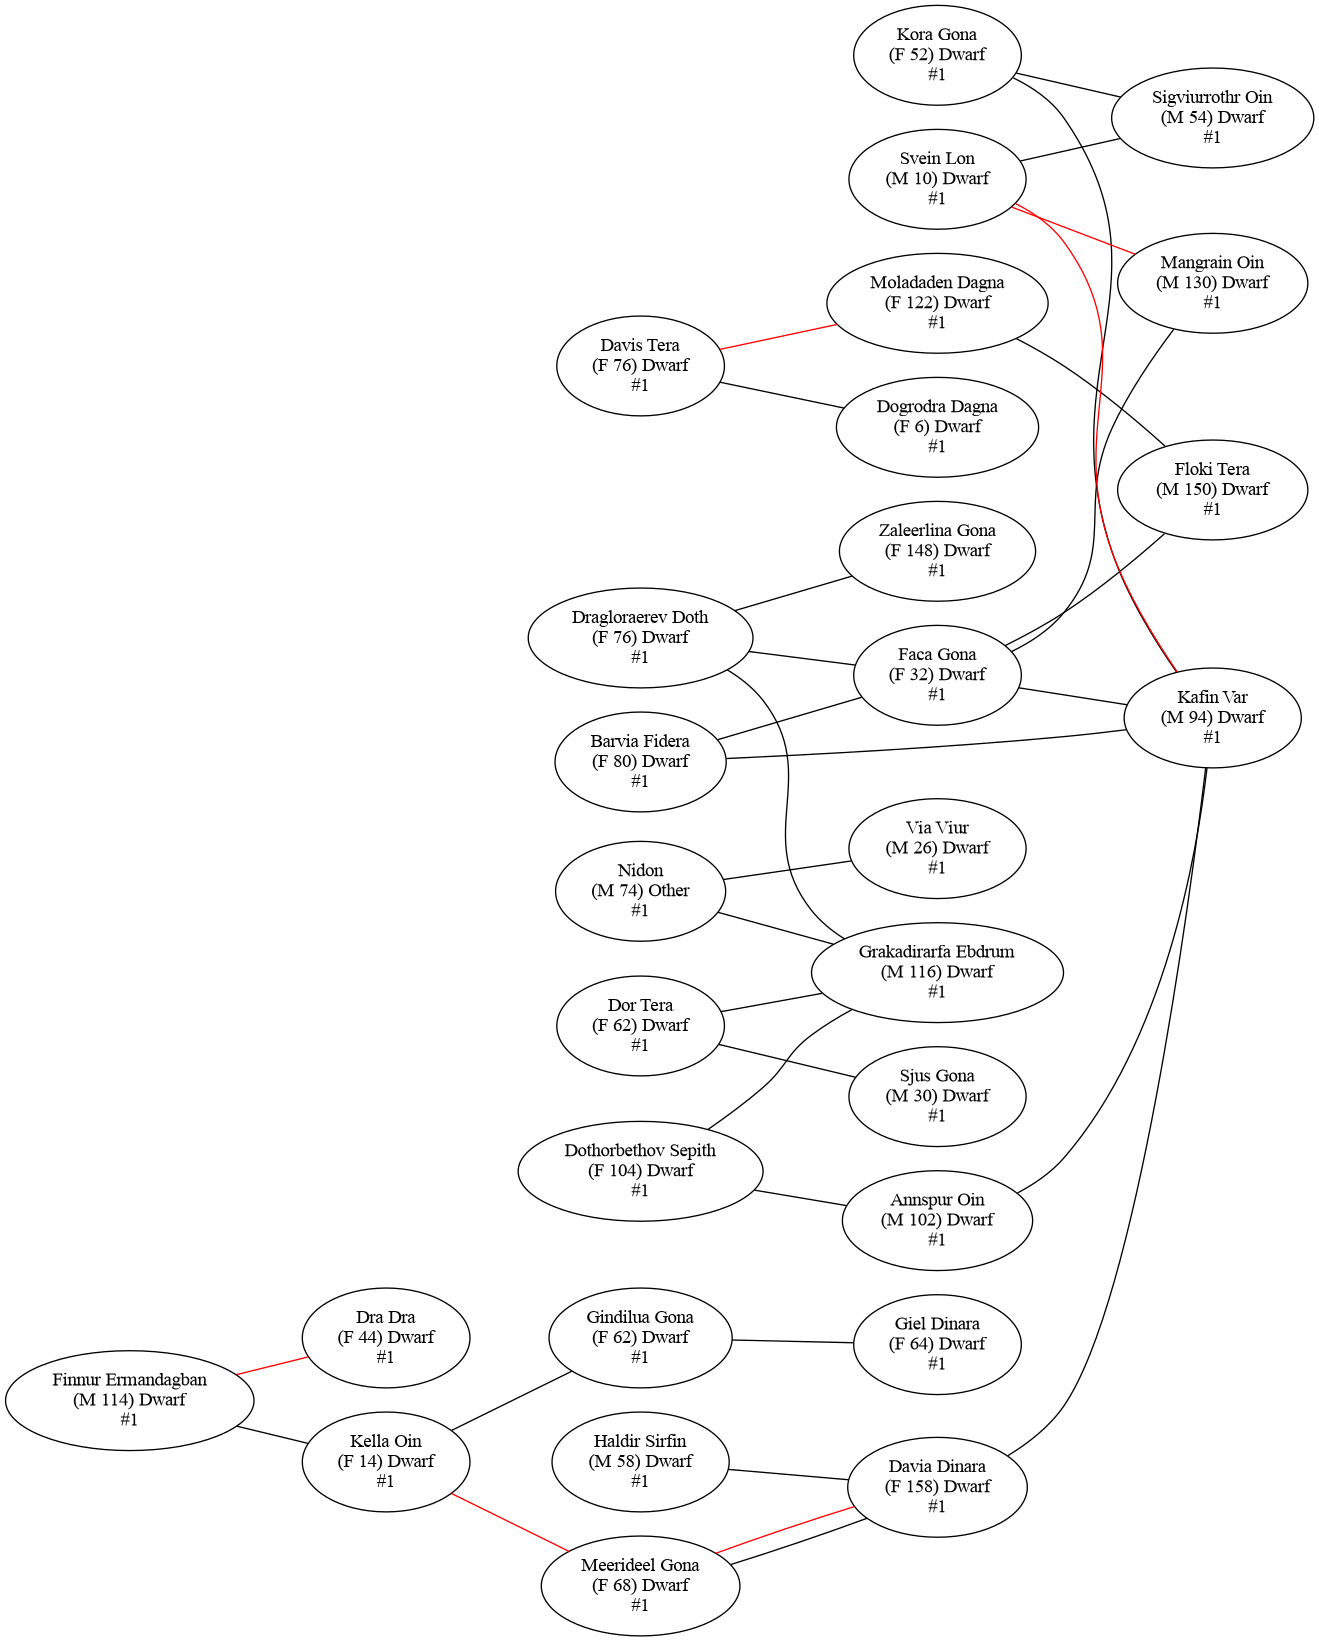 Kora Gona
(F 52) Dwarf
#1
Sigviurrothr Oin
(M 54) Dwarf
#1
Svein Lon
(M 10) Dwarf
#1
Mangrain Oin
(M 130) Dwarf
#1
Moladaden Dagna
(F 122) Dwarf
#1
Davis Tera
(F 76) Dwarf
#1
Dogrodra Dagna
(F 6) Dwarf
#1
Floki Tera
(M 150) Dwarf
#1
Zaleerlina Gona
(F 148) Dwarf
#1
Dragloraerev Doth
(F 76) Dwarf
#1
Faca Gona
(F 32) Dwarf
#1
Kafin Var
(M 94) Dwarf
#1
Barvia Fidera
(F 80) Dwarf
#1
Via Viur
(M 26) Dwarf
#1
Nidon
(M 74) Other
#1
Grakadirarfa Ebdrum
(M 116) Dwarf
#1
Dor Tera
(F 62) Dwarf
#1
Sjus Gona
(M 30) Dwarf
#1
Dothorbethov Sepith
(F 104) Dwarf
#1
Annspur Oin
(M 102) Dwarf
#1
Dra Dra
(F 44) Dwarf
#1
Gindilua Gona
(F 62) Dwarf
#1
Giel Dinara
(F 64) Dwarf
#1
Finnur Ermandagban
(M 114) Dwarf
#1
Kella Oin
(F 14) Dwarf
#1
Haldir Sirfin
(M 58) Dwarf
#1
Davia Dinara
(F 158) Dwarf
#1
Meerideel Gona
(F 68) Dwarf
#1